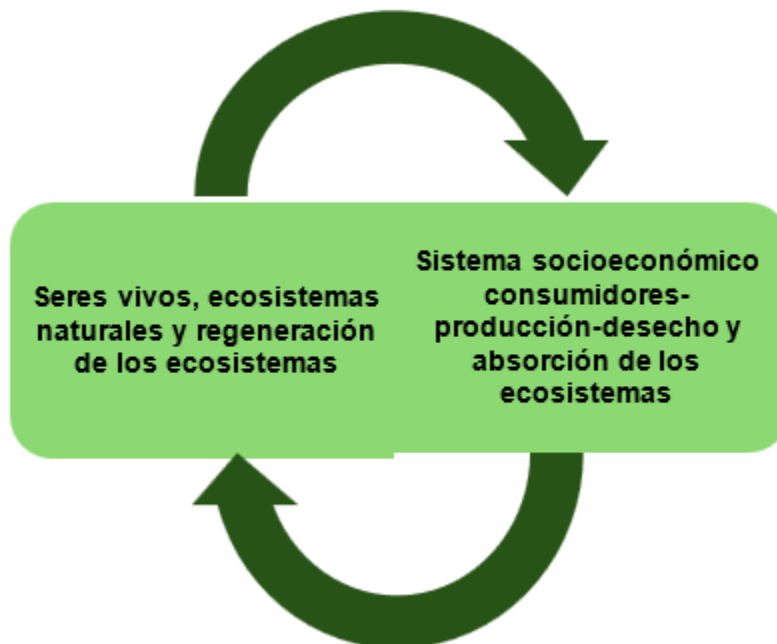 Seres vivos, ecosistemas
naturales y regeneración
de los ecosistemas
Sistema socioeconómico
consumidores-
producción-desecho y
absorción de los
ecosistemas